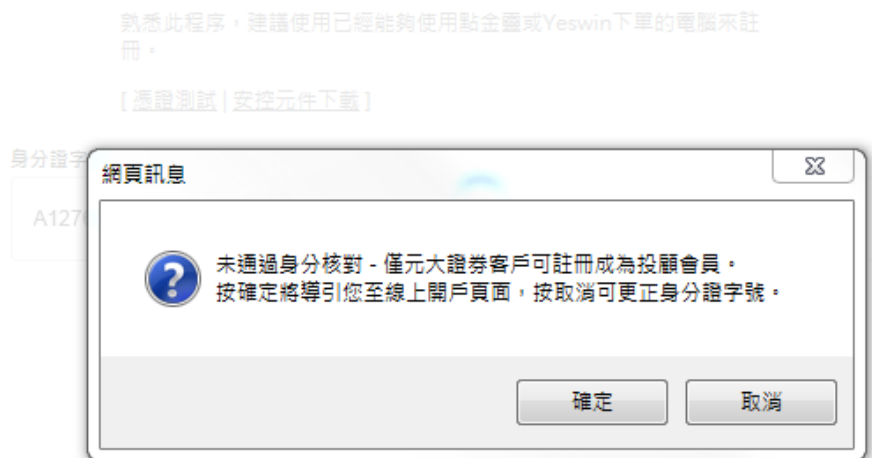 熟悉此程序，建議使用已經能夠使用點金靈或Yeswin下單的電腦來註
冊。
[ 憑證測試 | 安控元件下載 ]
身分證字
A127
網頁訊息
未通過身分核對 - 僅元大證券客戶可註冊成為投顧會員。
按確定將導引您至線上開戶頁面，按取消可更正身分證字號。
確定
取消